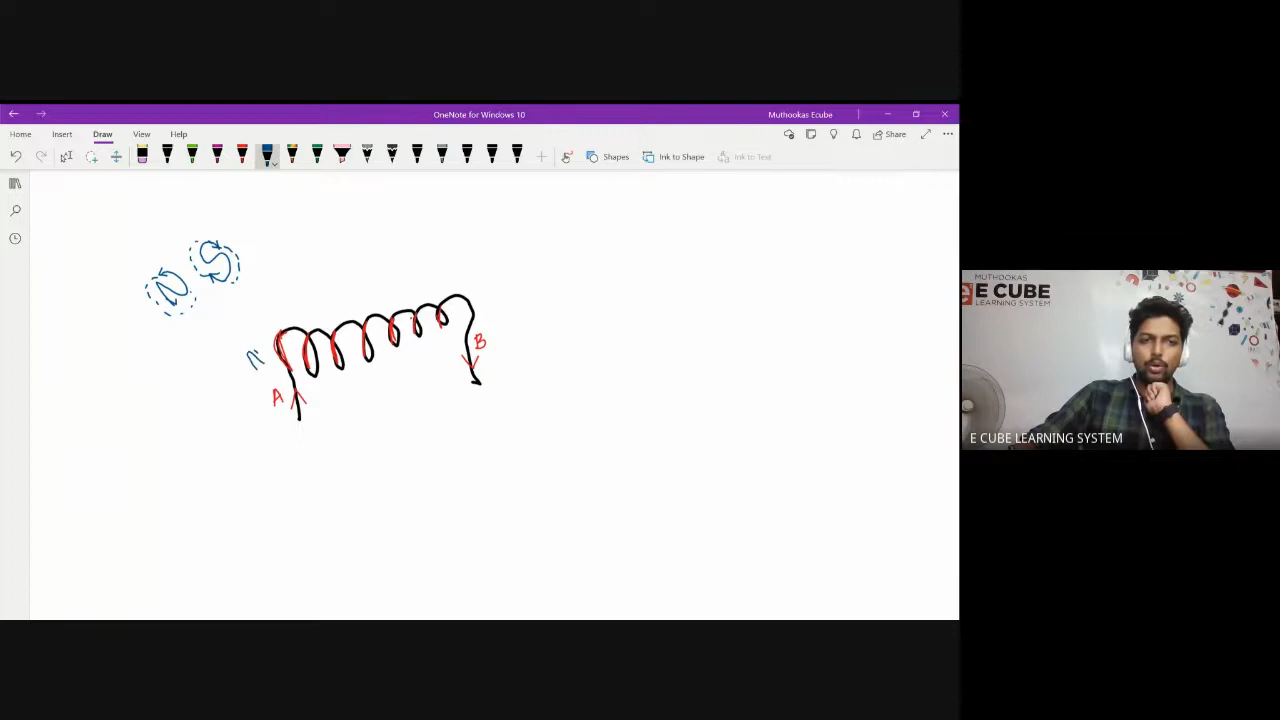 OneNote for Windows 10
Muthookas Ecube
Home Insert Draw View Help
Share
Shapes Ink to Shape Ink to Text
N S
B
N
A
MUTHOOKAS
E CUBE
LEARNING SYSTEM
E CUBE LEARNING SYSTEM